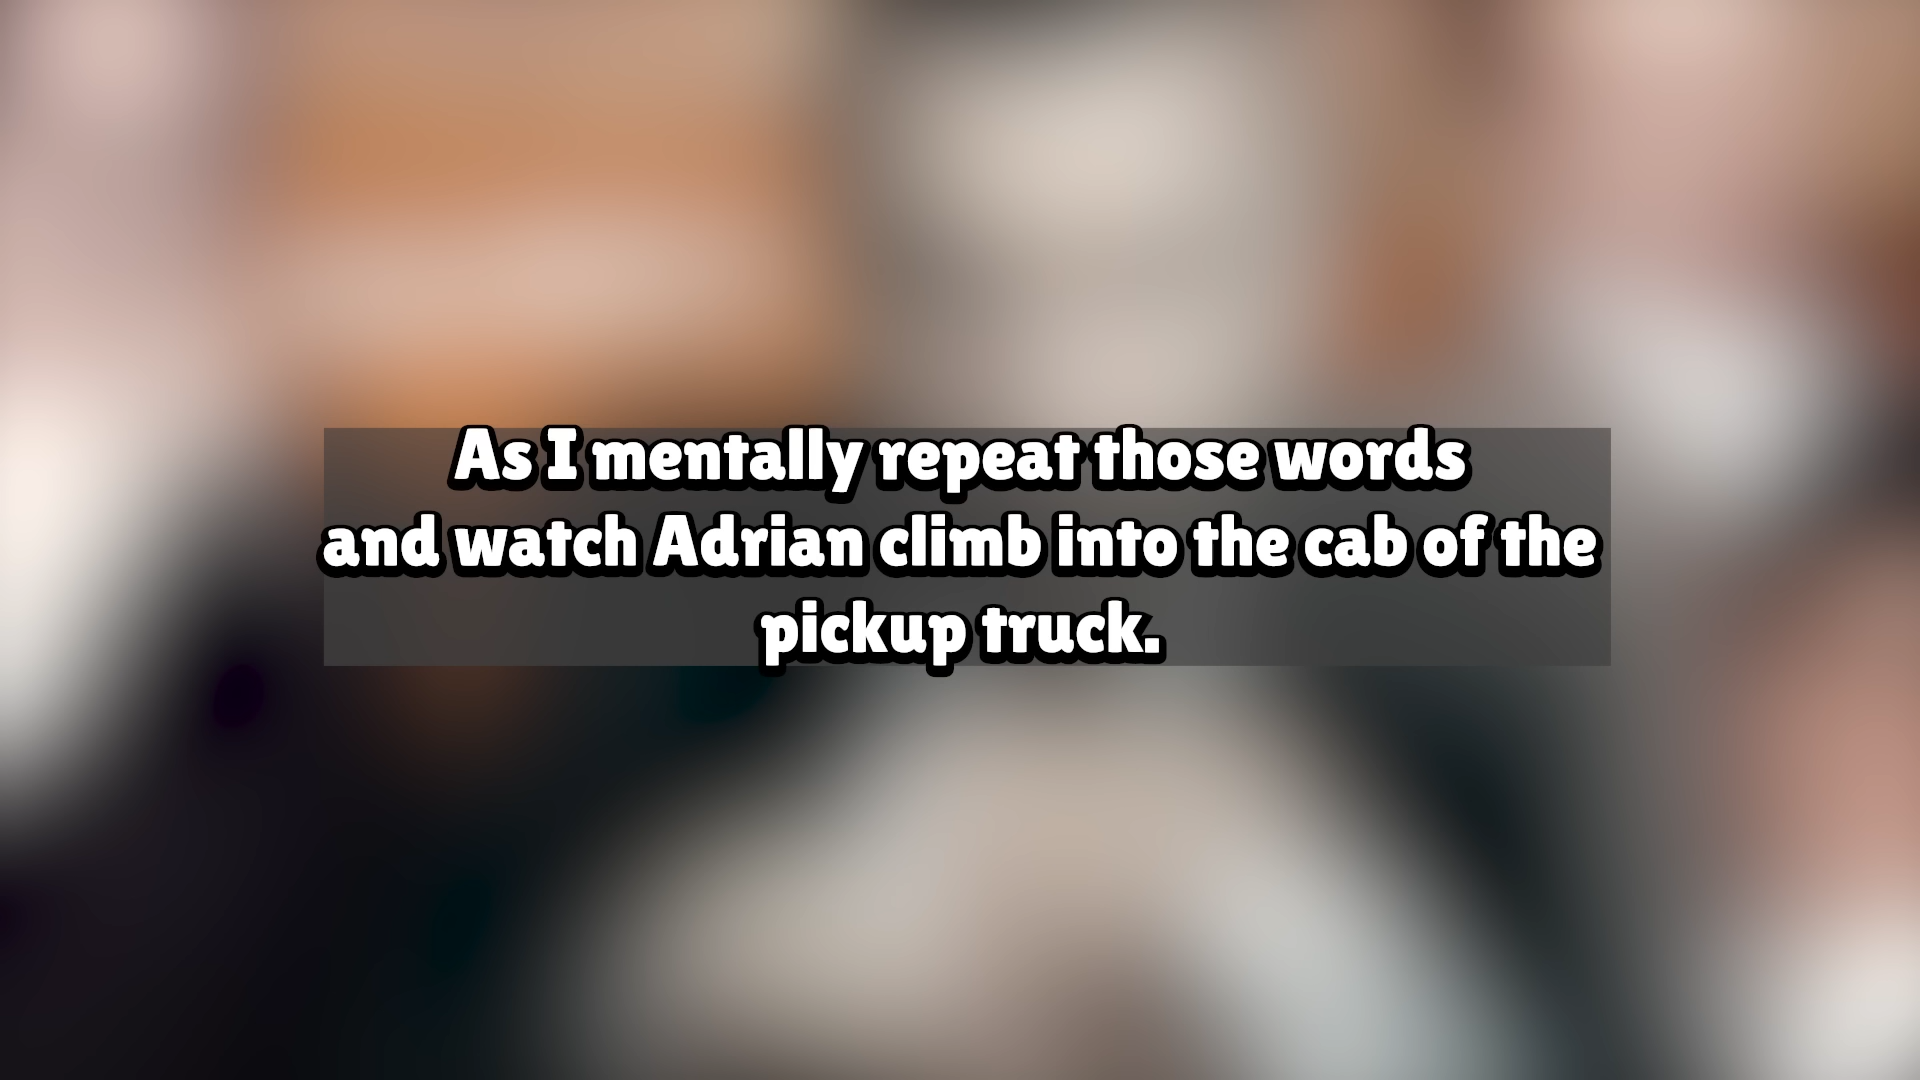 As I mentally repeat those words
and watch Adrian climb into the cab of the
pickup truck.